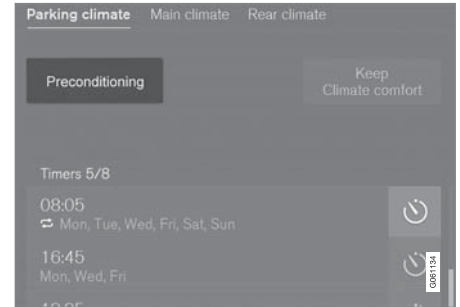 Parking climate Main climate Rear climate
Preconditioning
Keep
Climate comfort
Timers 5/8
08:05
Mon, Tue, Wed, Fri, Sat, Sun
16:45
Mon, Wed, Fri
G061134